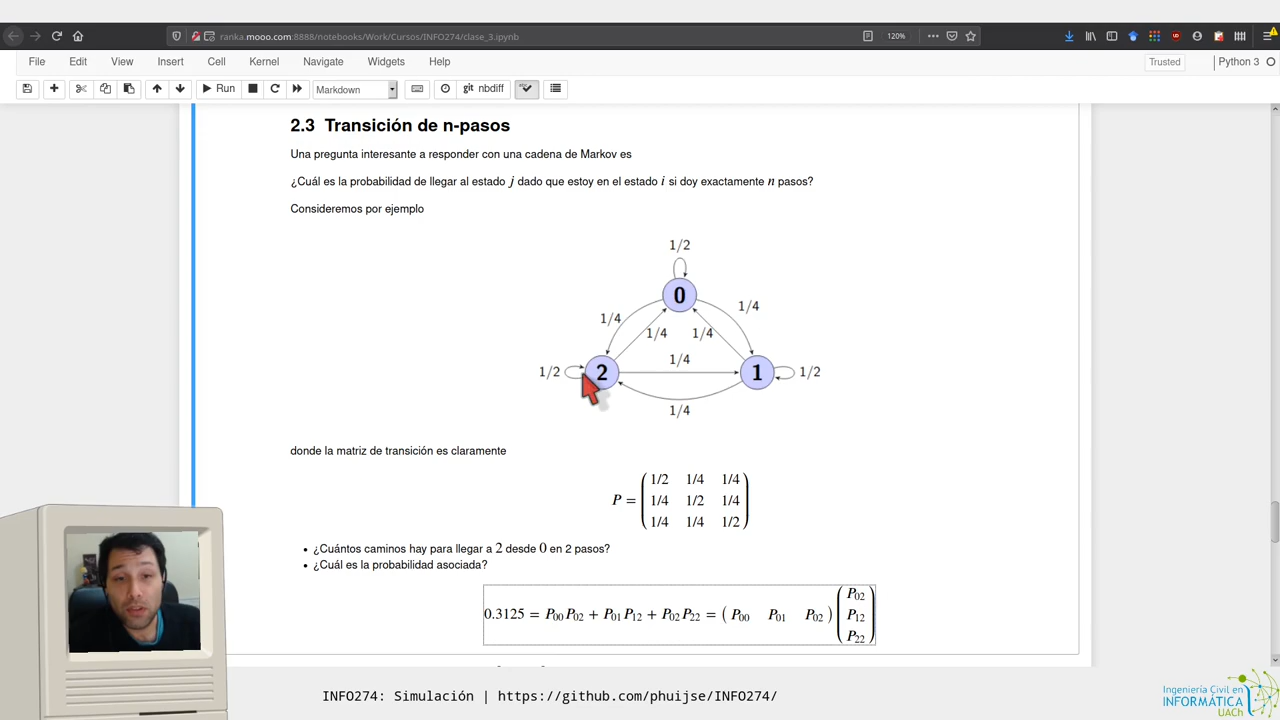 ranka.mooo.com:8888/notebooks/Work/Cursos/INFO274/clase_3.ipynb
120%
File Edit View Insert Cell Kernel Navigate Widgets Help
Trusted
Python 3
Run
Markdown
git nbdiff
2.3 Transición de n-pasos
Una pregunta interesante a responder con una cadena de Markov es
¿Cuál es la probabilidad de llegar al estado j dado que estoy en el estado i si doy exactamente n pasos?
Consideremos por ejemplo
1/2
0
1/4 1/4
1/4 1/4
1/2 2 1/4 1 1/2
1/4
donde la matriz de transición es claramente
P = ( 1/2 1/4 1/4
1/4 1/2 1/4
1/4 1/4 1/2 )
• ¿Cuántos caminos hay para llegar a 2 desde 0 en 2 pasos?
• ¿Cuál es la probabilidad asociada?
0.3125 = P00P02 + P01P12 + P02P22 = ( P00 P01 P02 ) ( P02
P12
P22 )
INFO274: Simulación | https://github.com/phuijse/INFO274/
Ingeniería Civil en
INFORMÁTICA
UACh